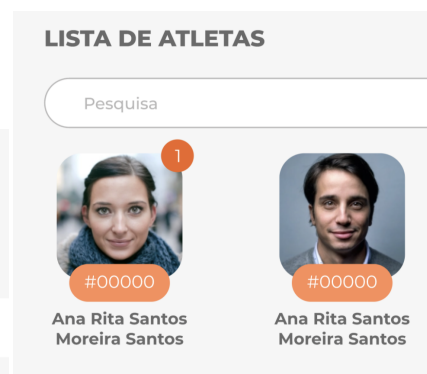 LISTA DE ATLETAS
Pesquisa
1
#00000
#00000
Ana Rita Santos
Moreira Santos
Ana Rita Santos
Moreira Santos